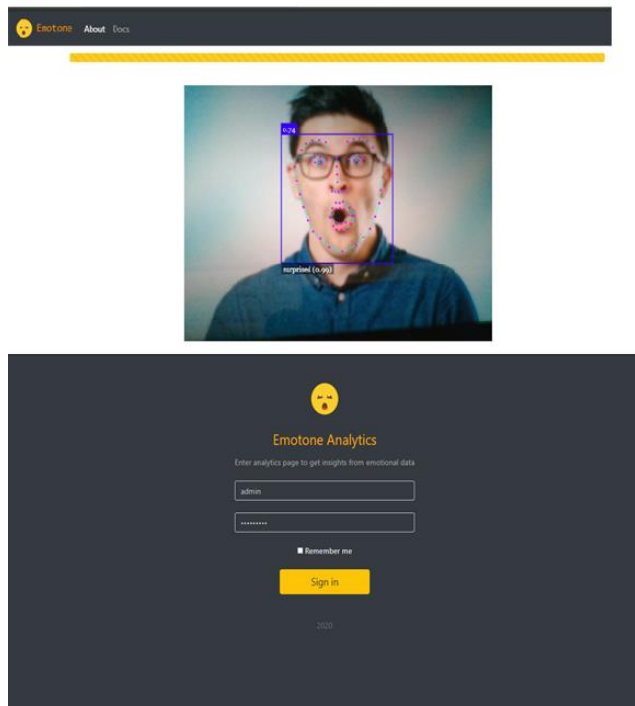 Emotone About Docs
0.74
surprised (0.99)
Emotone Analytics
Enter analytics page to get insights from emotional data
admin
•••••••••
Remember me
Sign in
2020